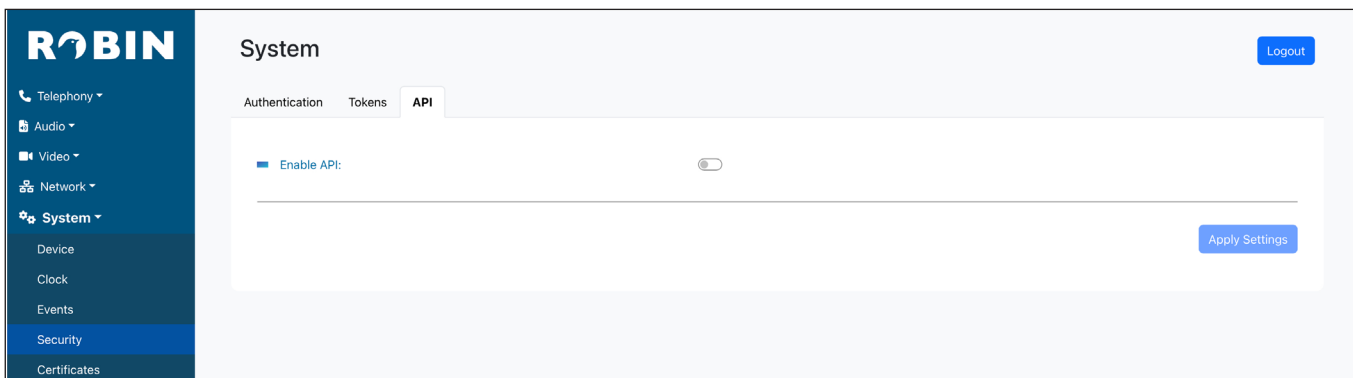 ROBIN
Telephony
Audio
Video
Network
System
Device
Clock
Events
Security
Certificates
System
Logout
Authentication Tokens API
Enable API:
Apply Settings